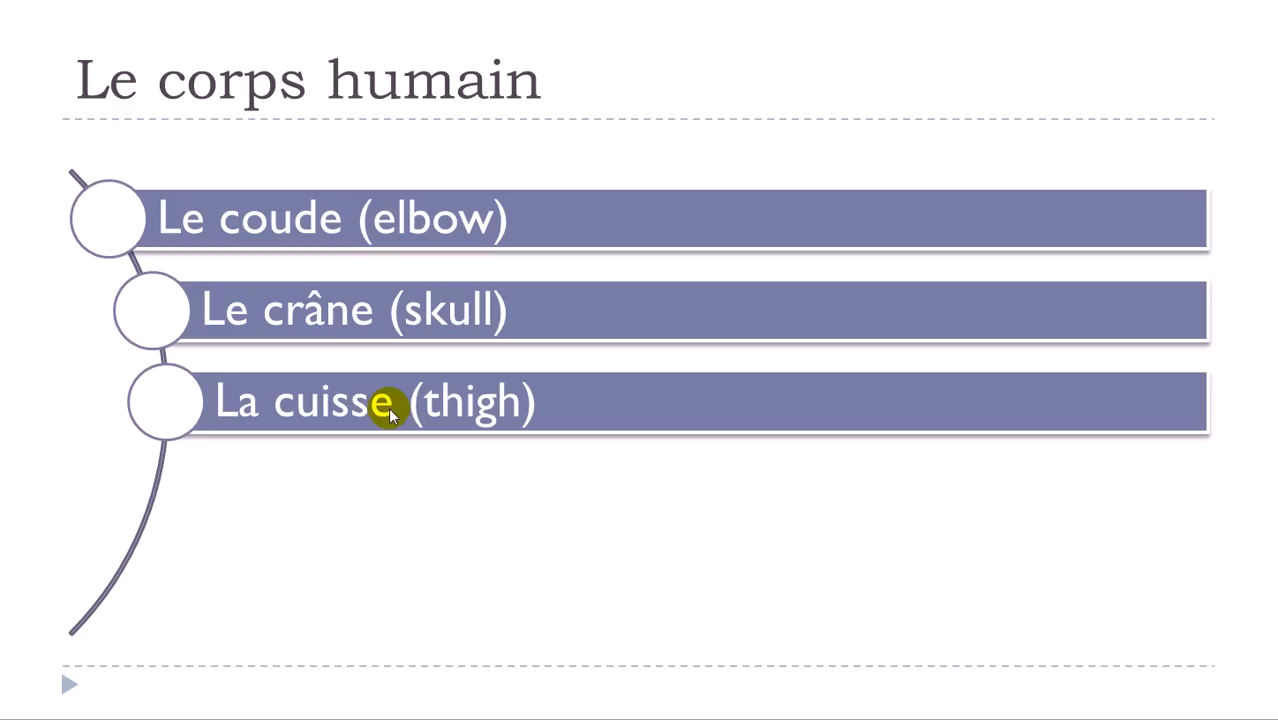 Le corps humain
Le coude (elbow)
Le crâne (skull)
La cuisse (thigh)